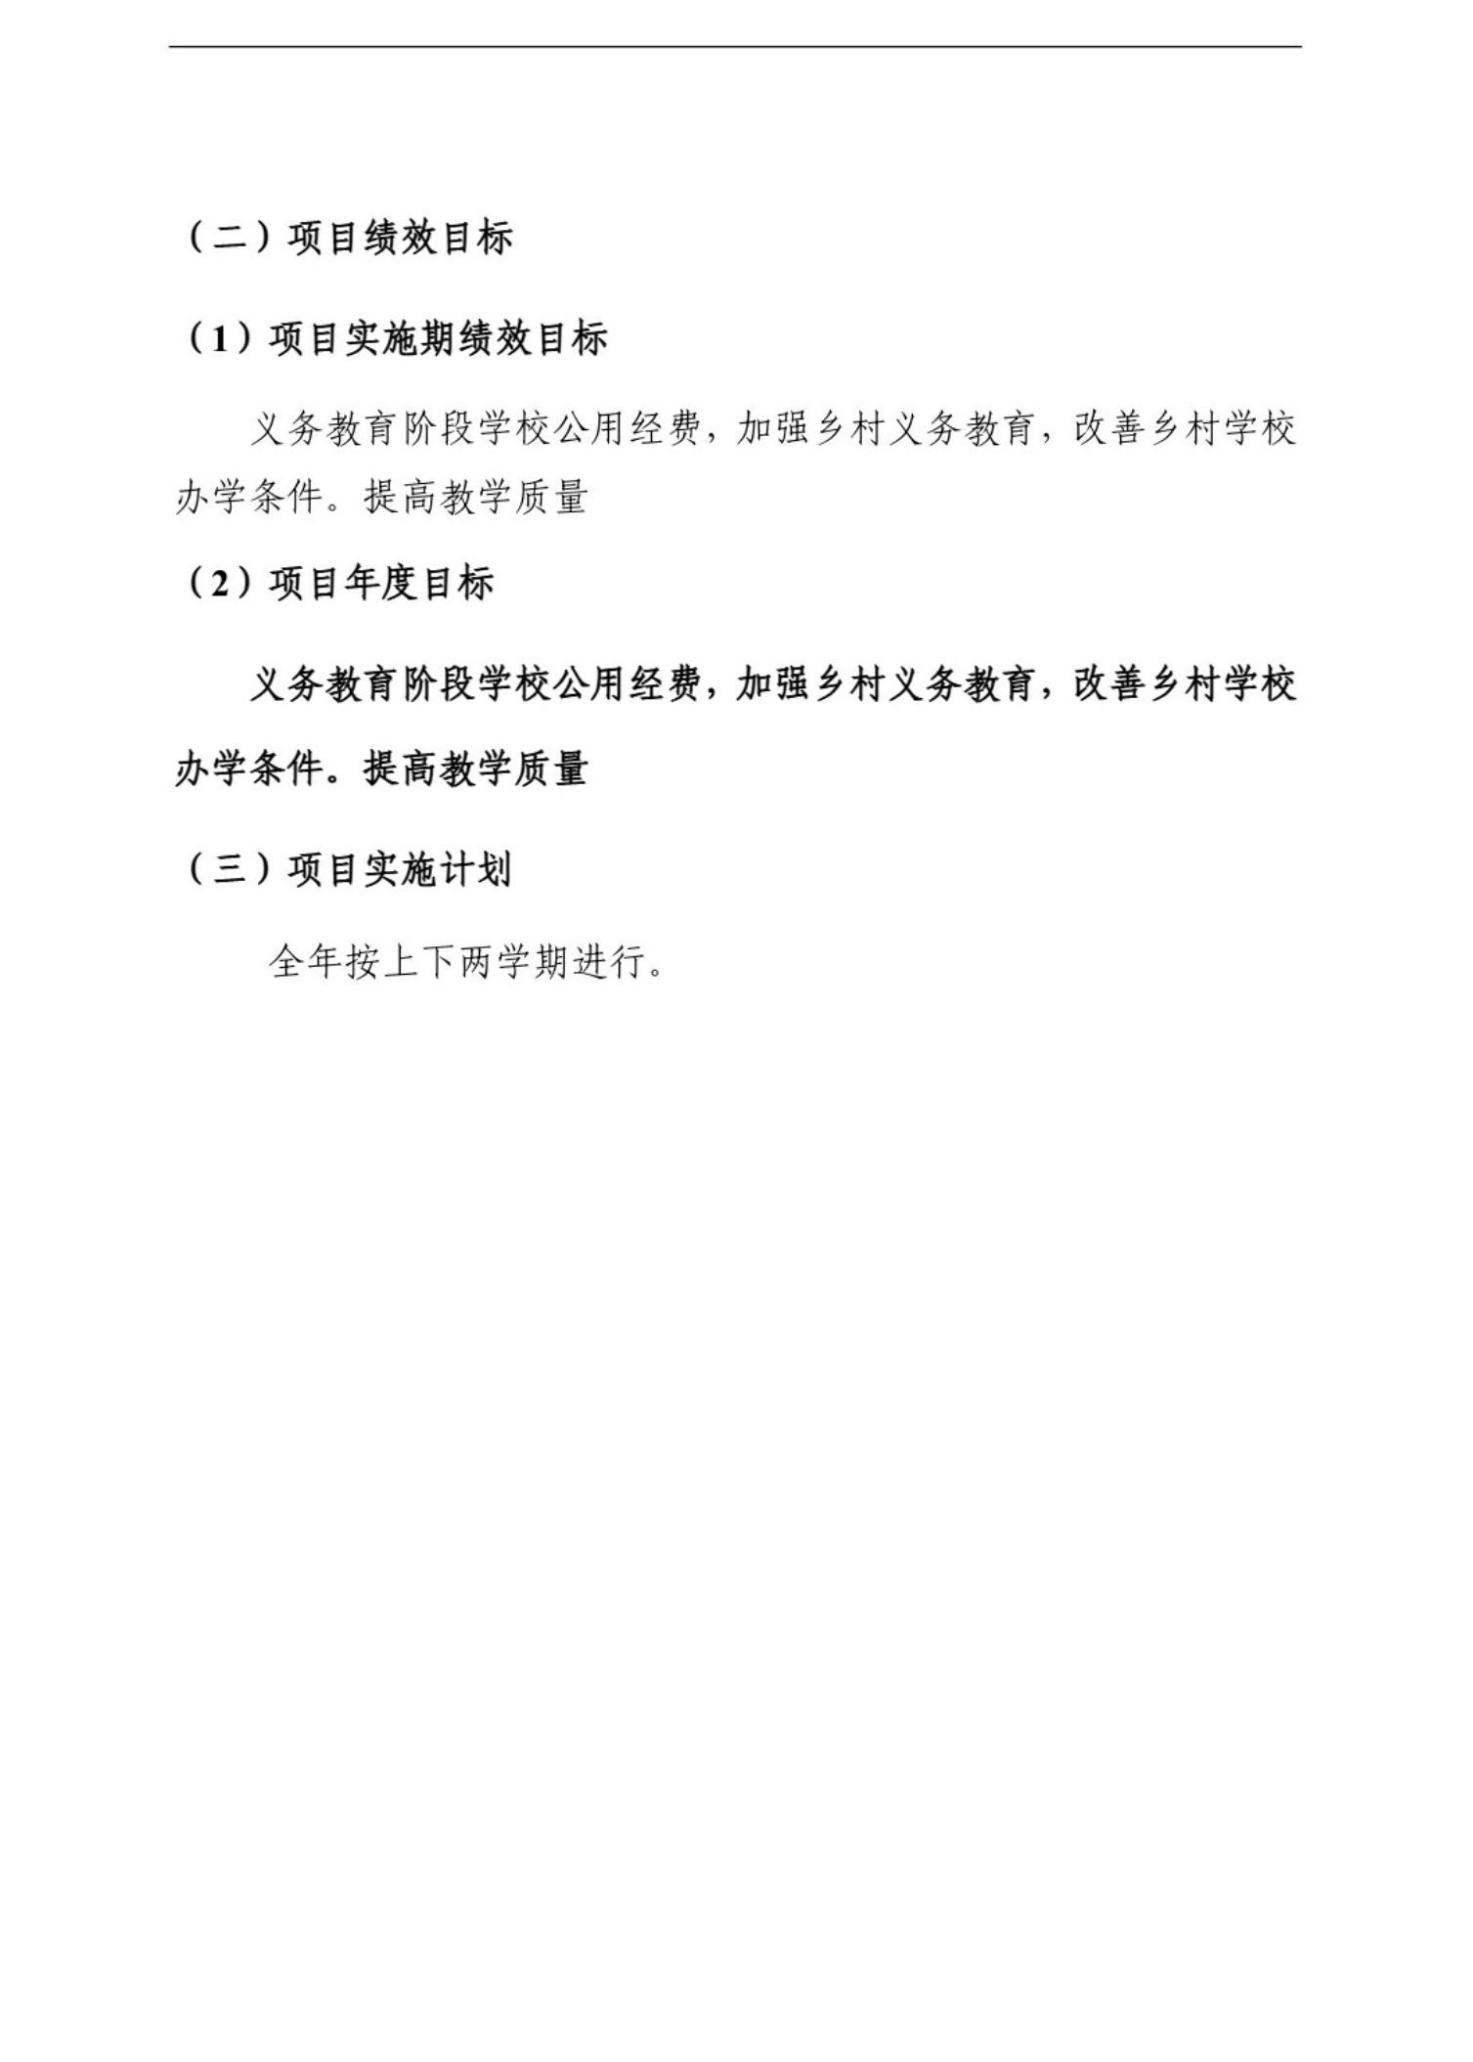 （二）项目绩效目标
（1）项目实施期绩效目标
义务教育阶段学校公用经费，加强乡村义务教育，改善乡村学校
办学条件。提高教学质量
（2）项目年度目标
义务教育阶段学校公用经费，加强乡村义务教育，改善乡村学校
办学条件。提高教学质量
（三）项目实施计划
全年按上下两学期进行。